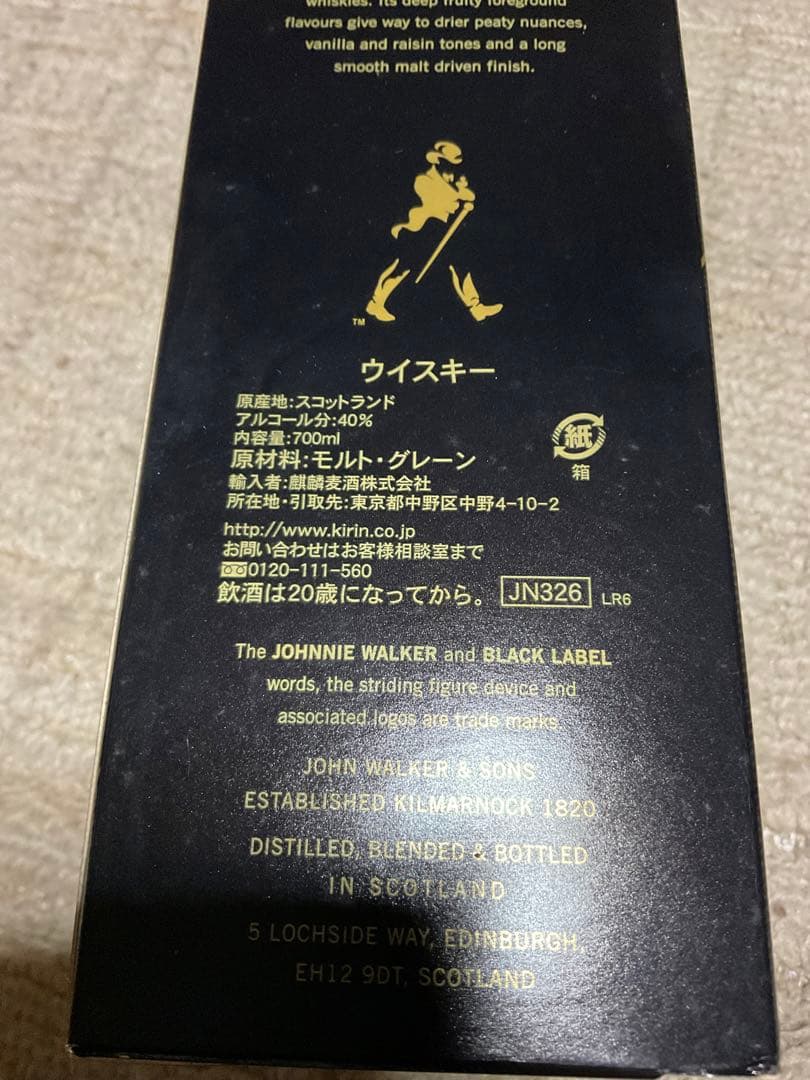 whiskies. Its deep fruity foreground
flavours give way to drier peaty nuances,
vanilla and raisin tones and a long
smooth malt driven finish.
TM
ウイスキー
原産地:スコットランド
アルコール分:40%
内容量:700ml
原材料:モルト・グレーン
輸入者:麒麟麦酒株式会社
所在地・引取先:東京都中野区中野4-10-2
紙
箱
http://www.kirin.co.jp
お問い合わせはお客様相談室まで
0120-111-560
飲酒は20歳になってから。 JN326 LR6
The JOHNNIE WALKER and BLACK LABEL
words, the striding figure device and
associated logos are trade marks.
JOHN WALKER & SONS
ESTABLISHED KILMARNOCK 1820
DISTILLED, BLENDED & BOTTLED
IN SCOTLAND
5 LOCHSIDE WAY, EDINBURGH,
EH12 9DT, SCOTLAND